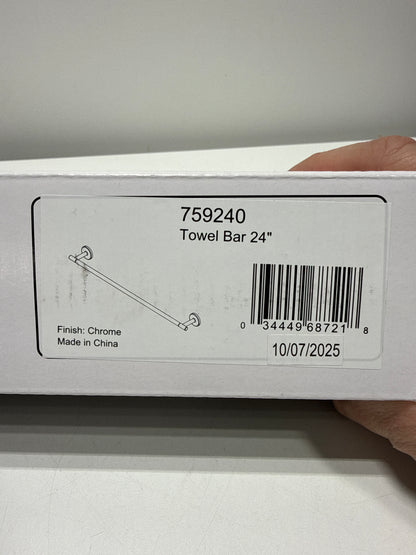 759240
Towel Bar 24"
Finish: Chrome
Made in China
0 34449 68721 8
10/07/2025